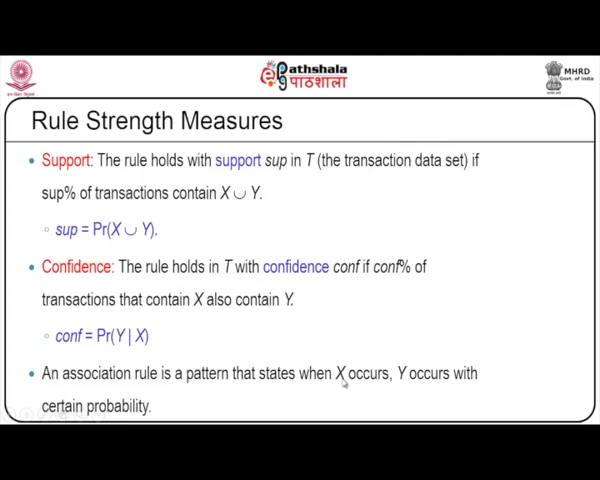 ePathshala
पाठशाला
MHRD
Govt. of India
Rule Strength Measures
• Support: The rule holds with support sup in T (the transaction data set) if
sup% of transactions contain X ∪ Y.
◦ sup = Pr(X ∪ Y).
• Confidence: The rule holds in T with confidence conf if conf% of
transactions that contain X also contain Y.
◦ conf = Pr(Y | X)
• An association rule is a pattern that states when X occurs, Y occurs with
certain probability.